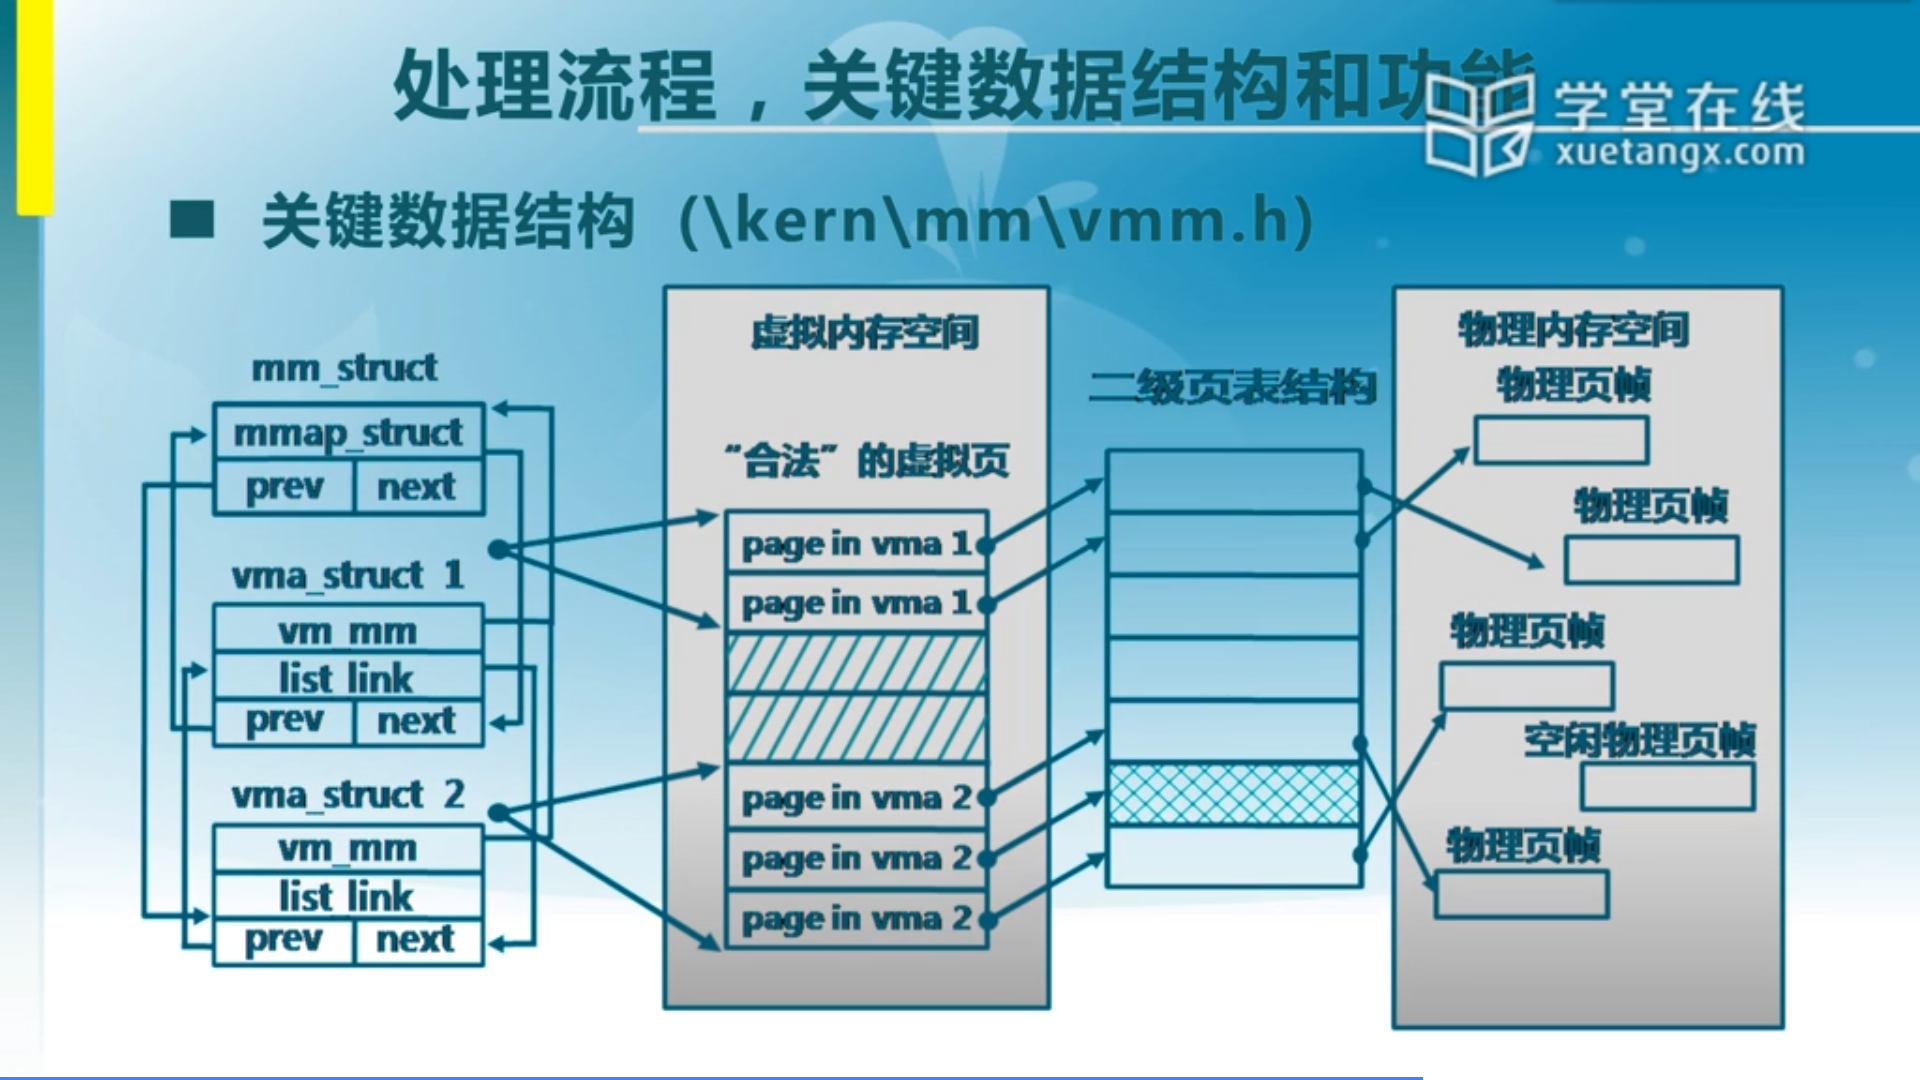 处理流程，关键数据结构和功能
学堂在线
xuetangx.com
■ 关键数据结构 (\kern\mm\vmm.h)
mm_struct
mmap_struct
prev next
vma_struct 1
vm_mm
list_link
prev next
vma_struct 2
vm_mm
list_link
prev next
虚拟内存空间
“合法”的虚拟页
page in vma 1
page in vma 1
page in vma 2
page in vma 2
page in vma 2
二级页表结构
物理内存空间
物理页帧
物理页帧
物理页帧
空闲物理页帧
物理页帧